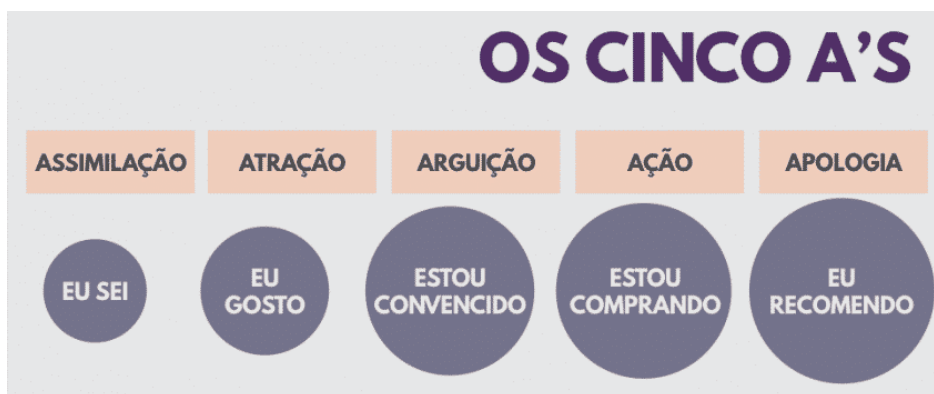 OS CINCO A’S
ASSIMILAÇÃO
ATRAÇÃO
ARGUIÇÃO
AÇÃO
APOLOGIA
EU SEI
EU
GOSTO
ESTOU
CONVENCIDO
ESTOU
COMPRANDO
EU
RECOMENDO